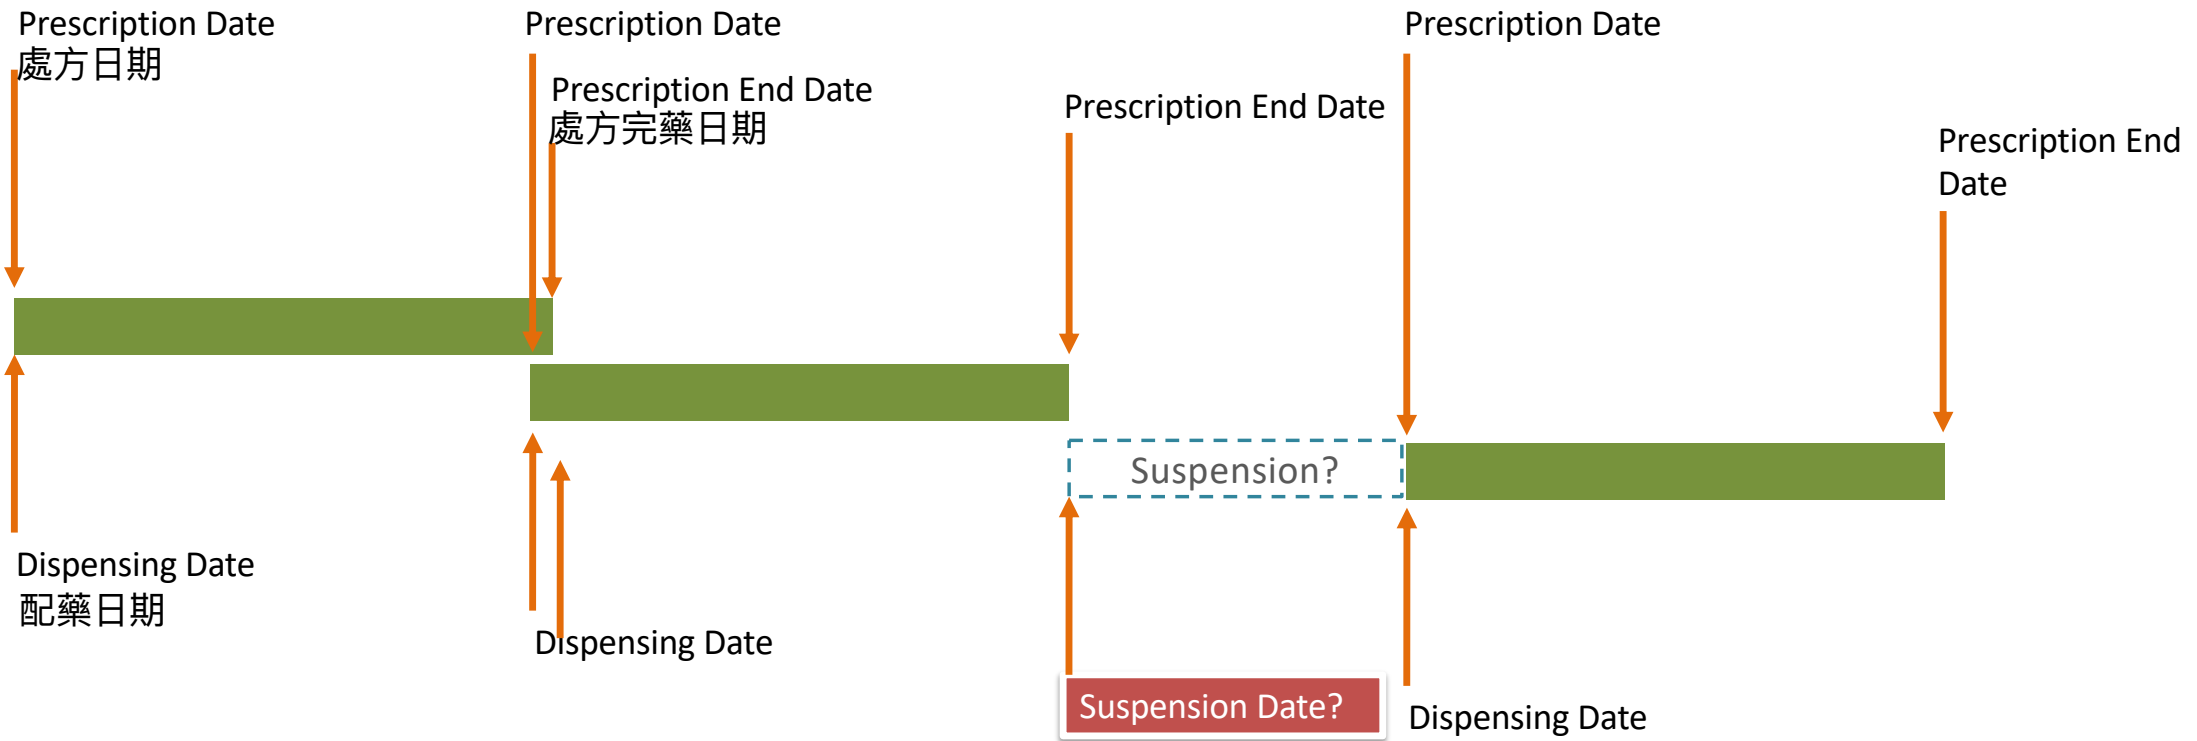 Prescription Date
處方日期
Prescription Date
Prescription End Date
處方完藥日期
Prescription End Date
Prescription Date
Prescription End
Date
Suspension?
Dispensing Date
配藥日期
Dispensing Date
Suspension Date?
Dispensing Date